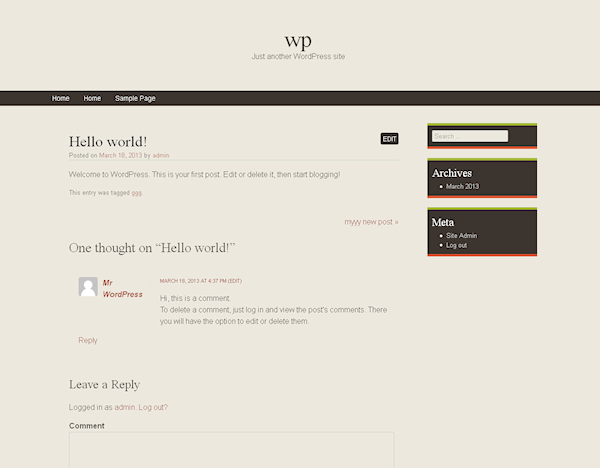 wp
Just another WordPress site
Home Home Sample Page
Hello world!
EDIT
Posted on March 18, 2013 by admin
Welcome to WordPress. This is your first post. Edit or delete it, then start blogging!
This entry was tagged ggg.
myyy new post »
One thought on “Hello world!”
Mr WordPress
MARCH 18, 2013 AT 4:37 PM (EDIT)
Hi, this is a comment.
To delete a comment, just log in and view the post's comments. There
you will have the option to edit or delete them.
Reply
Leave a Reply
Logged in as admin. Log out?
Comment
Search
Archives
March 2013
Meta
Site Admin
Log out